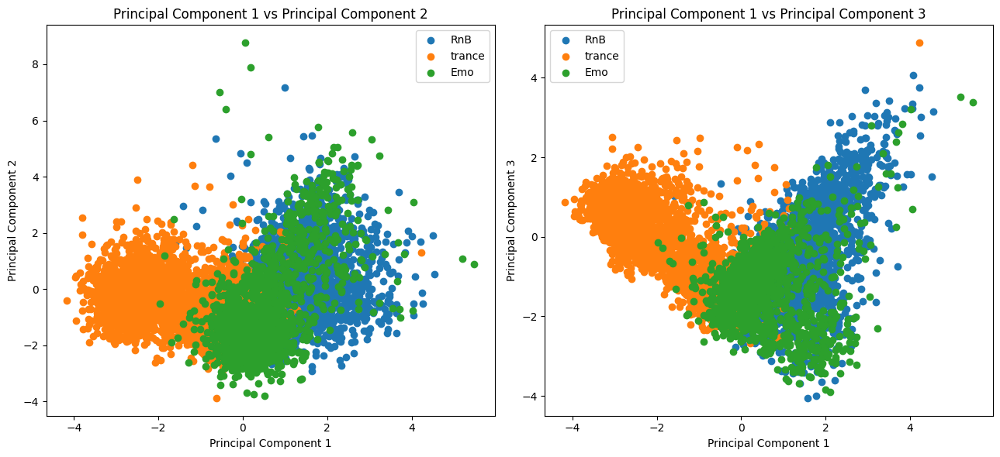 Principal Component 1 vs Principal Component 2
RnB
trance
Emo
8
6
4
2
0
−2
−4
Principal Component 2
−4
−2
0
2
4
Principal Component 1
Principal Component 1 vs Principal Component 3
RnB
trance
Emo
4
2
0
−2
−4
Principal Component 3
−4
−2
0
2
4
Principal Component 1